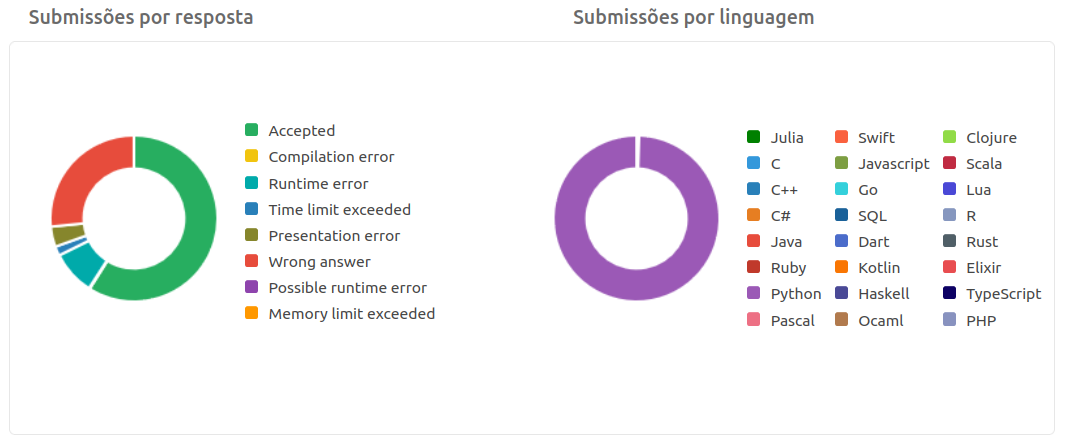 Submissões por resposta
Accepted
Compilation error
Runtime error
Time limit exceeded
Presentation error
Wrong answer
Possible runtime error
Memory limit exceeded
Submissões por linguagem
Julia
C
C++
C#
Java
Ruby
Python
Pascal
Swift
Javascript
Go
SQL
Dart
Kotlin
Haskell
Ocaml
Clojure
Scala
Lua
R
Rust
Elixir
TypeScript
PHP